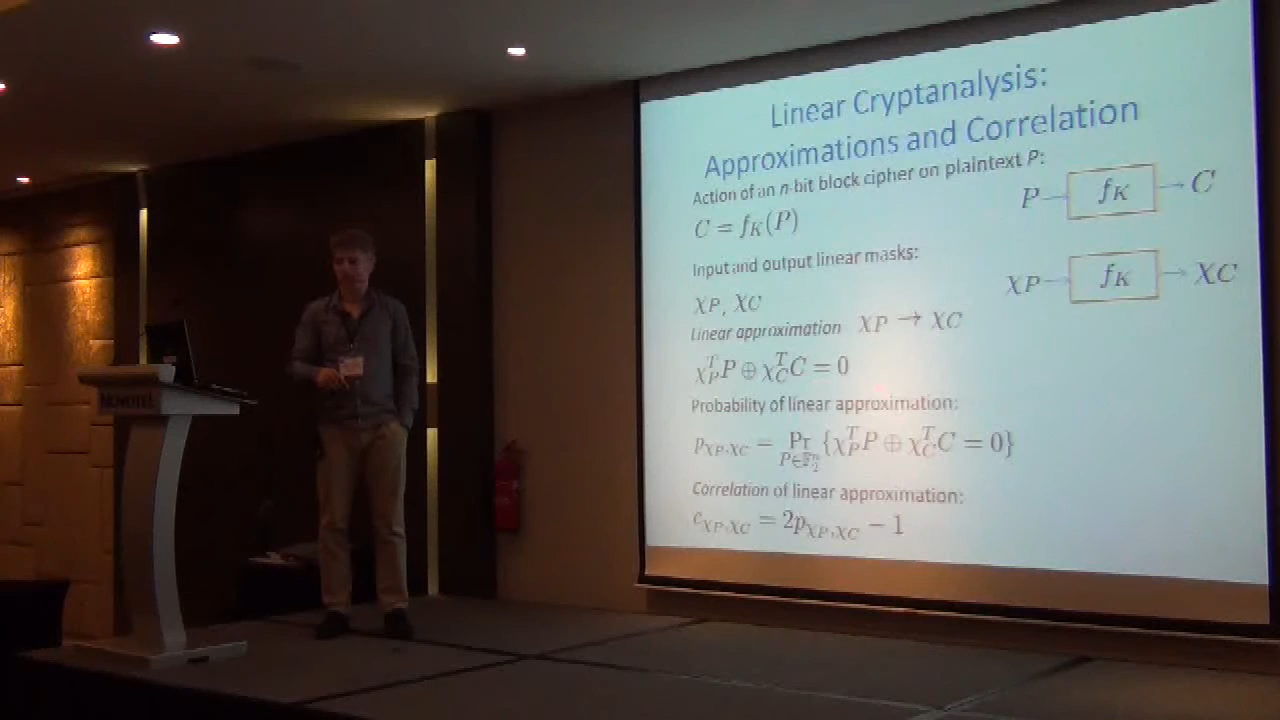 Linear Cryptanalysis:
Approximations and Correlation
Action of an n-bit block cipher on plaintext P:
P → f_K → C
C = f_K(P)
Input and output linear masks:
χ_P → f_K → χ_C
χ_P, χ_C
Linear approximation χ_P → χ_C
χ_P^T P ⊕ χ_C^T C = 0
Probability of linear approximation:
p_{χ_P,χ_C} = Pr_{P∈𝔽_2^n} {χ_P^T P ⊕ χ_C^T C = 0}
Correlation of linear approximation:
c_{χ_P,χ_C} = 2p_{χ_P,χ_C} − 1
NOVOTEL